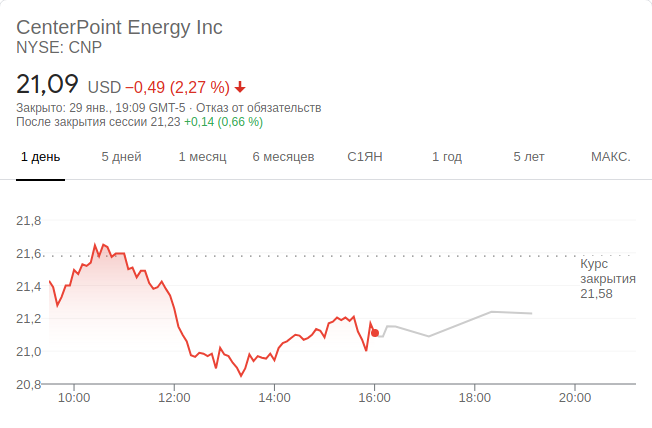 CenterPoint Energy Inc
NYSE: CNP
21,09 USD −0,49 (2,27 %)
Закрыто: 29 янв., 19:09 GMT-5 · Отказ от обязательств
После закрытия сессии 21,23 +0,14 (0,66 %)
1 день 5 дней 1 месяц 6 месяцев С1ЯН 1 год 5 лет МАКС.
21,8
21,6
Курс
закрытия
21,58
21,4
21,2
21,0
20,8
10:00 12:00 14:00 16:00 18:00 20:00